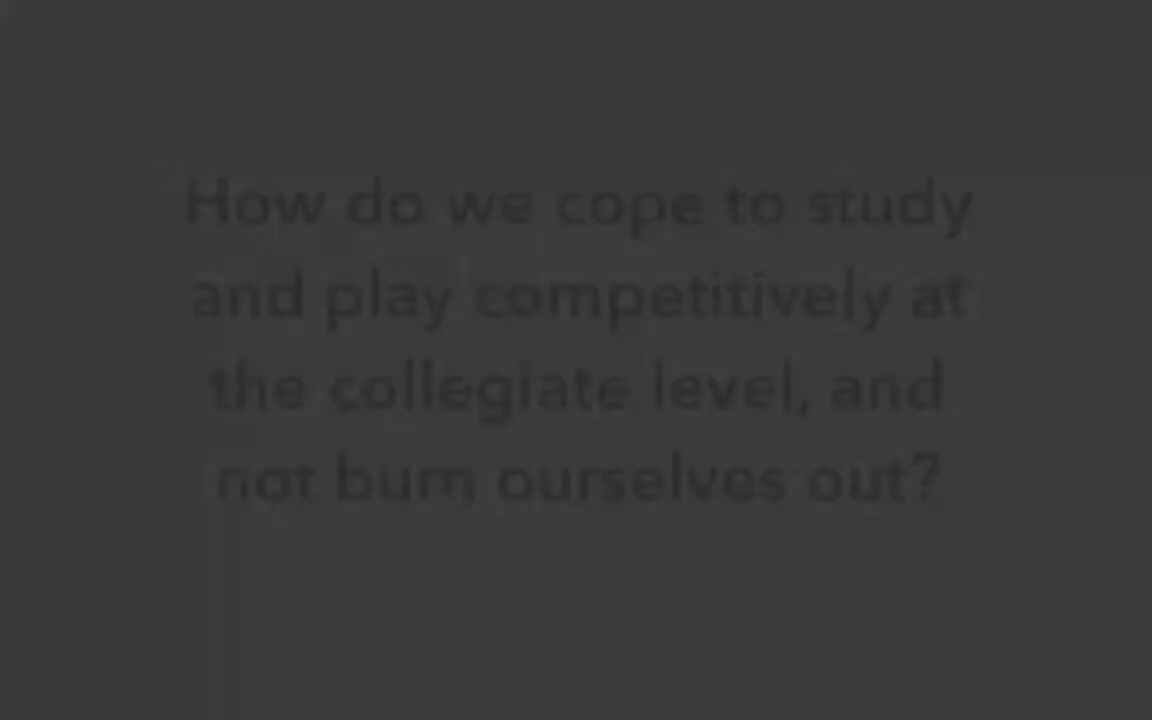 How do we cope to study
and play competitively at
the collegiate level, and
not burn ourselves out?